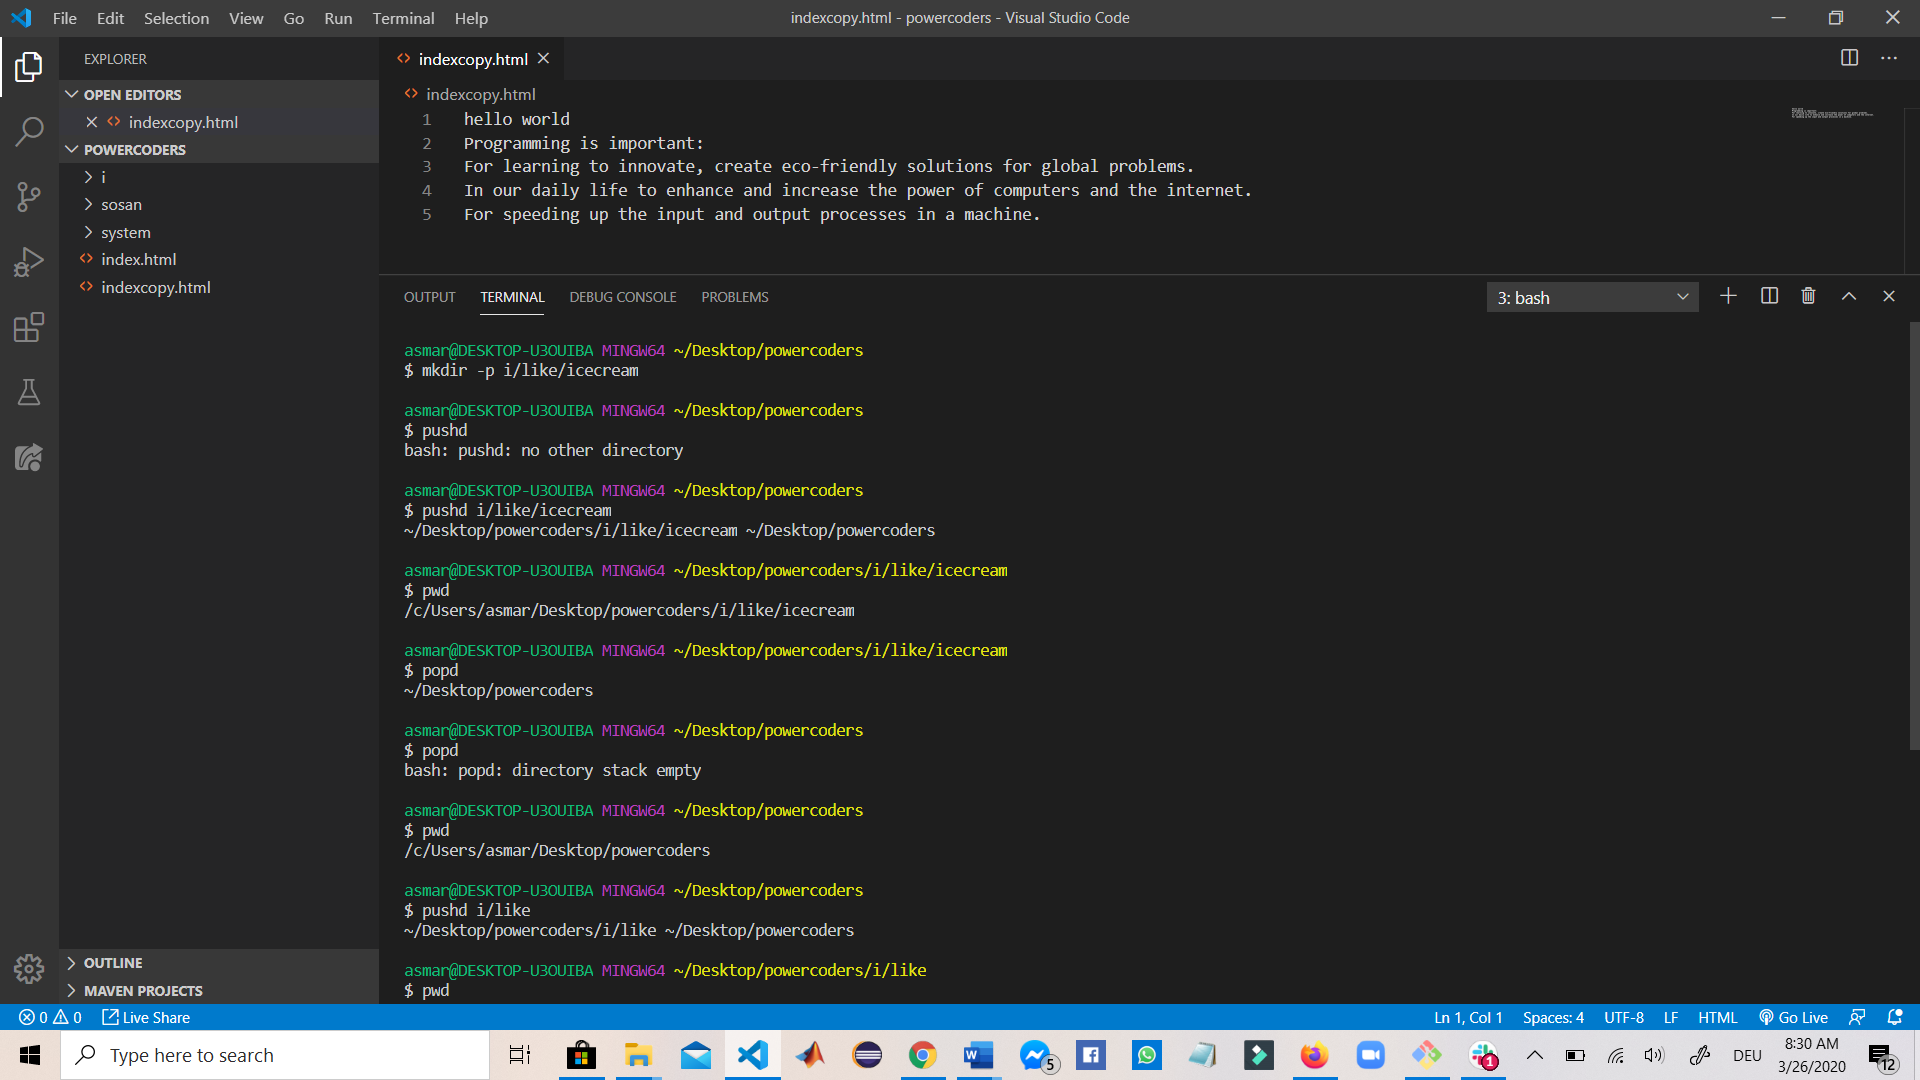 File Edit Selection View Go Run Terminal Help
indexcopy.html - powercoders - Visual Studio Code
EXPLORER
OPEN EDITORS
indexcopy.html
POWERCODERS
i
sosan
system
index.html
indexcopy.html
OUTLINE
MAVEN PROJECTS
indexcopy.html
indexcopy.html
1 hello world
2 Programming is important:
3 For learning to innovate, create eco-friendly solutions for global problems.
4 In our daily life to enhance and increase the power of computers and the internet.
5 For speeding up the input and output processes in a machine.
OUTPUT TERMINAL DEBUG CONSOLE PROBLEMS
3: bash
asmar@DESKTOP-U3OUIBA MINGW64 ~/Desktop/powercoders
$ mkdir -p i/like/icecream
asmar@DESKTOP-U3OUIBA MINGW64 ~/Desktop/powercoders
$ pushd
bash: pushd: no other directory
asmar@DESKTOP-U3OUIBA MINGW64 ~/Desktop/powercoders
$ pushd i/like/icecream
~/Desktop/powercoders/i/like/icecream ~/Desktop/powercoders
asmar@DESKTOP-U3OUIBA MINGW64 ~/Desktop/powercoders/i/like/icecream
$ pwd
/c/Users/asmar/Desktop/powercoders/i/like/icecream
asmar@DESKTOP-U3OUIBA MINGW64 ~/Desktop/powercoders/i/like/icecream
$ popd
~/Desktop/powercoders
asmar@DESKTOP-U3OUIBA MINGW64 ~/Desktop/powercoders
$ popd
bash: popd: directory stack empty
asmar@DESKTOP-U3OUIBA MINGW64 ~/Desktop/powercoders
$ pwd
/c/Users/asmar/Desktop/powercoders
asmar@DESKTOP-U3OUIBA MINGW64 ~/Desktop/powercoders
$ pushd i/like
~/Desktop/powercoders/i/like ~/Desktop/powercoders
asmar@DESKTOP-U3OUIBA MINGW64 ~/Desktop/powercoders/i/like
$ pwd
0 0 Live Share
Ln 1, Col 1 Spaces: 4 UTF-8 LF HTML Go Live
Type here to search
5
1
DEU
8:30 AM
3/26/2020
12